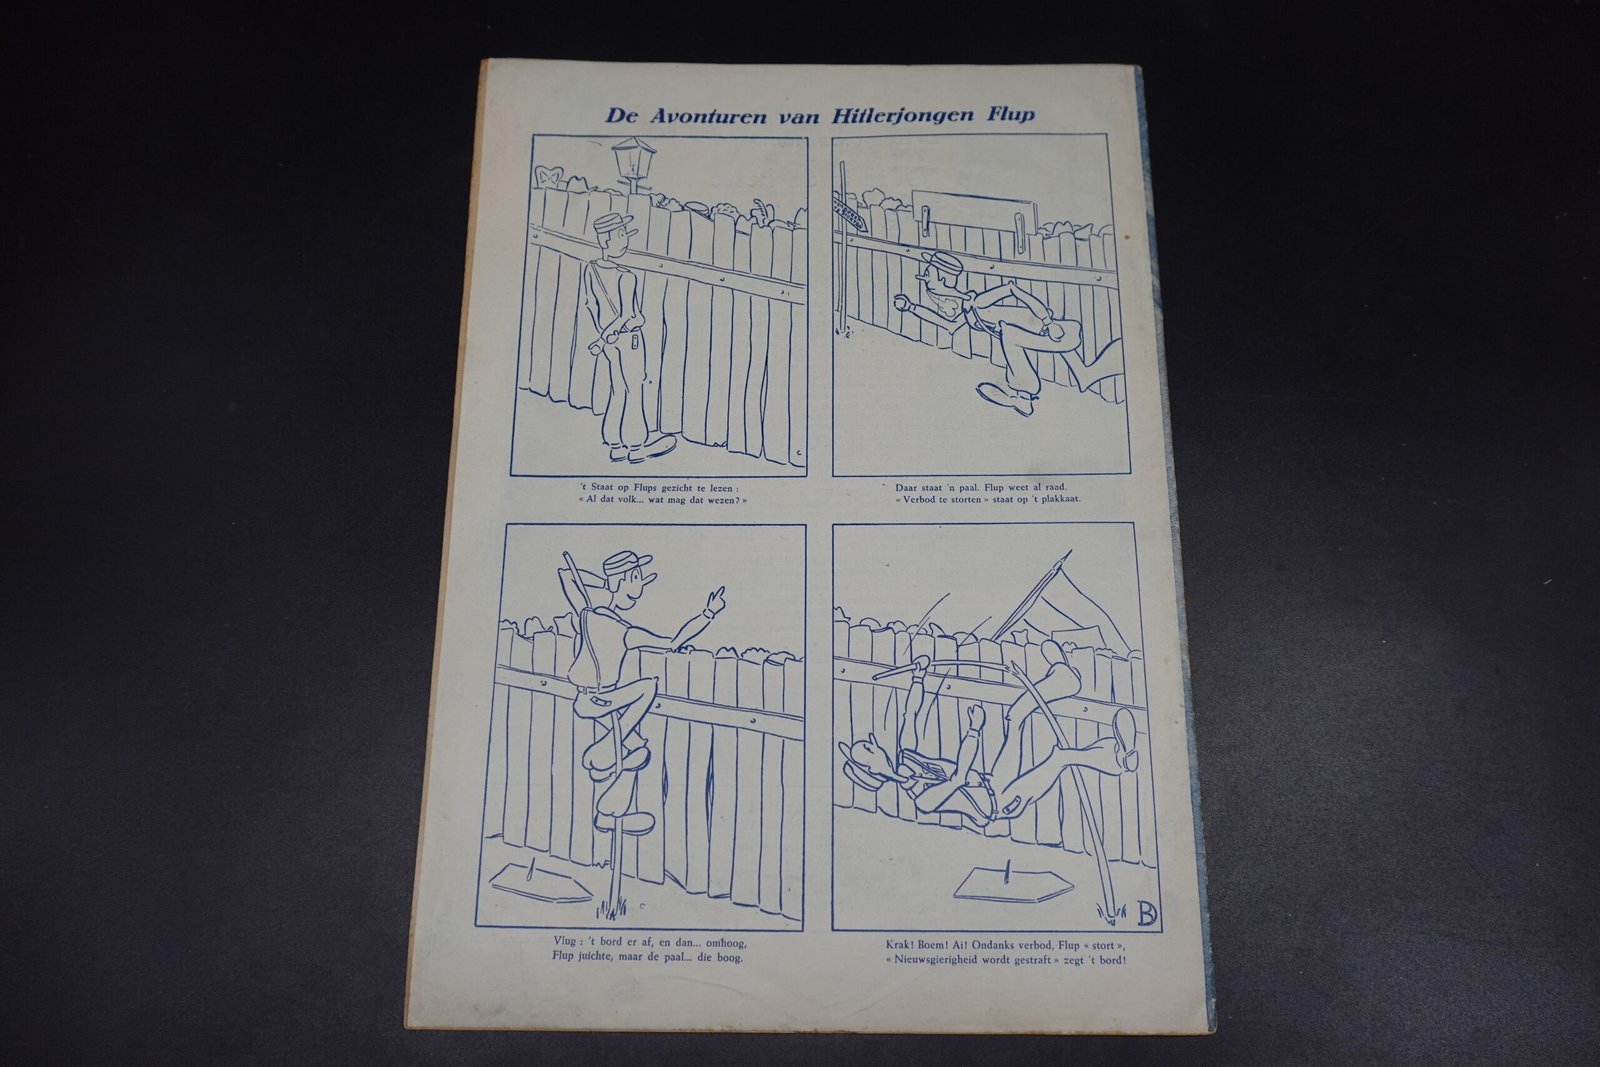 De Avonturen van Hitlerjongen Flup
't Staat op Flups gezicht te lezen :
« Al dat volk... wat mag dat wezen? »
Daar staat 'n paal. Flup weet al raad.
« Verbod te storten » staat op 't plakkaat.
Vlug : 't bord er af, en dan... omhoog,
Flup juichte, maar de paal... die boog.
B
Krak! Boem! Ai! Ondanks verbod, Flup « stort »,
« Nieuwsgierigheid wordt gestraft » zegt 't bord!